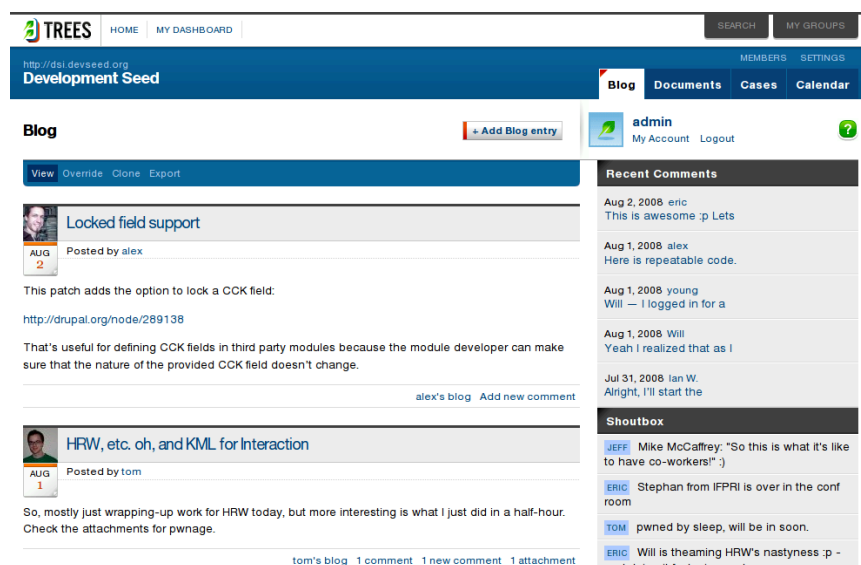 TREES
HOME
MY DASHBOARD
SEARCH
MY GROUPS
http://dsi.devseed.org
Development Seed
MEMBERS SETTINGS
Blog Documents Cases Calendar
Blog
+ Add Blog entry
admin
My Account Logout
?
View Override Clone Export
Locked field support
AUG
2
Posted by alex
This patch adds the option to lock a CCK field:
http://drupal.org/node/289138
That's useful for defining CCK fields in third party modules because the module developer can make
sure that the nature of the provided CCK field doesn't change.
alex's blog Add new comment
HRW, etc. oh, and KML for Interaction
AUG
1
Posted by tom
So, mostly just wrapping-up work for HRW today, but more interesting is what I just did in a half-hour.
Check the attachments for pwnage.
tom's blog 1 comment 1 new comment 1 attachment
Recent Comments
Aug 2, 2008 eric
This is awesome :p Lets
Aug 1, 2008 alex
Here is repeatable code.
Aug 1, 2008 young
Will — I logged in for a
Aug 1, 2008 Will
Yeah I realized that as I
Jul 31, 2008 Ian W.
Alright, I'll start the
Shoutbox
JEFF Mike McCaffrey: "So this is what it's like
to have co-workers!" :)
ERIC Stephan from IFPRI is over in the conf
room
TOM pwned by sleep, will be in soon.
ERIC Will is theaming HRW's nastyness :p -